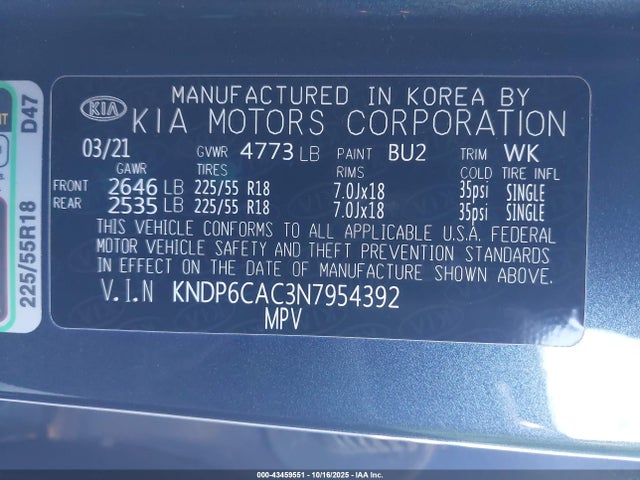 MANUFACTURED IN KOREA BY
KIA KIA MOTORS CORPORATION
03/21 GVWR 4773 LB PAINT BU2 TRIM WK
GAWR TIRES RIMS COLD TIRE INFL
FRONT 2646 LB 225/55 R18 7.0Jx18 35psi SINGLE
REAR 2535 LB 225/55 R18 7.0Jx18 35psi SINGLE
THIS VEHICLE CONFORMS TO ALL APPLICABLE U.S.A. FEDERAL
MOTOR VEHICLE SAFETY AND THEFT PREVENTION STANDARDS
IN EFFECT ON THE DATE OF MANUFACTURE SHOWN ABOVE.
V.I.N KNDP6CAC3N7954392
MPV
D47
225/55R18
000-43459551 - 10/16/2025 - IAA Inc.